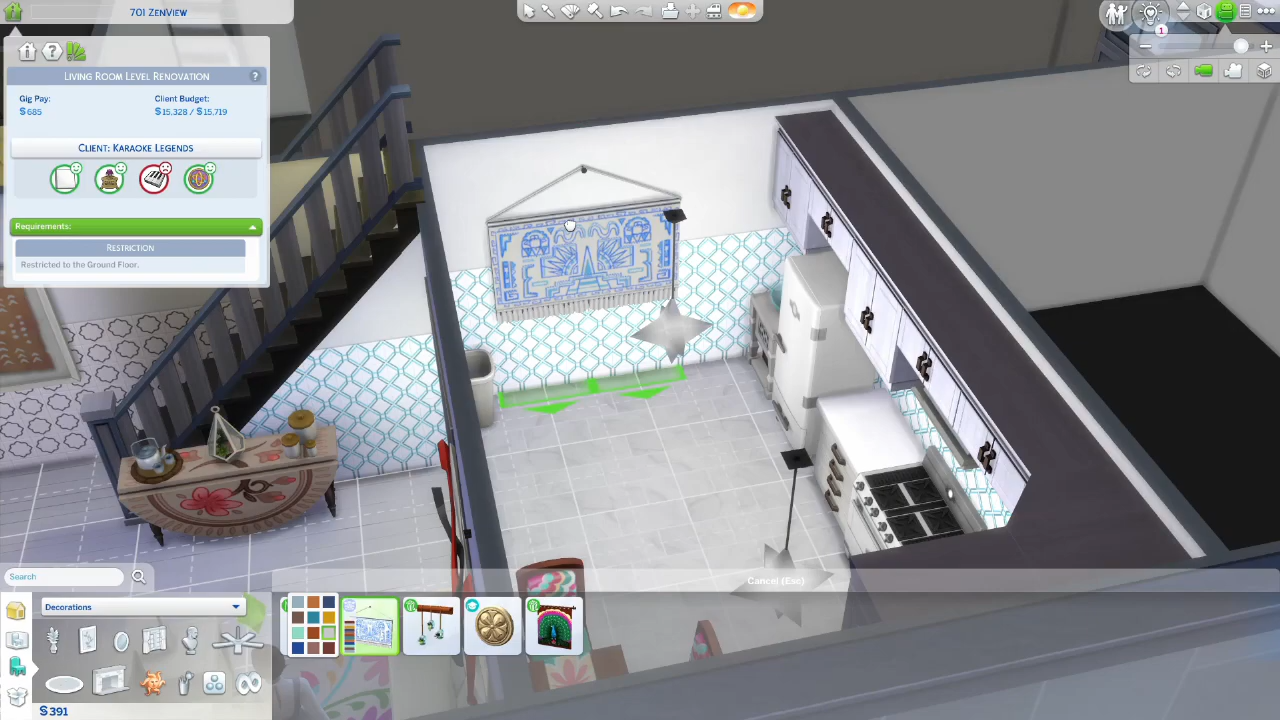 701 ZenView
Living Room Level Renovation ?
Gig Pay: Client Budget:
§685 §15,328 / §15,719
Client: Karaoke Legends
Requirements:
Restriction
Restricted to the Ground Floor.
1
Cancel (Esc)
Search
Decorations
§391